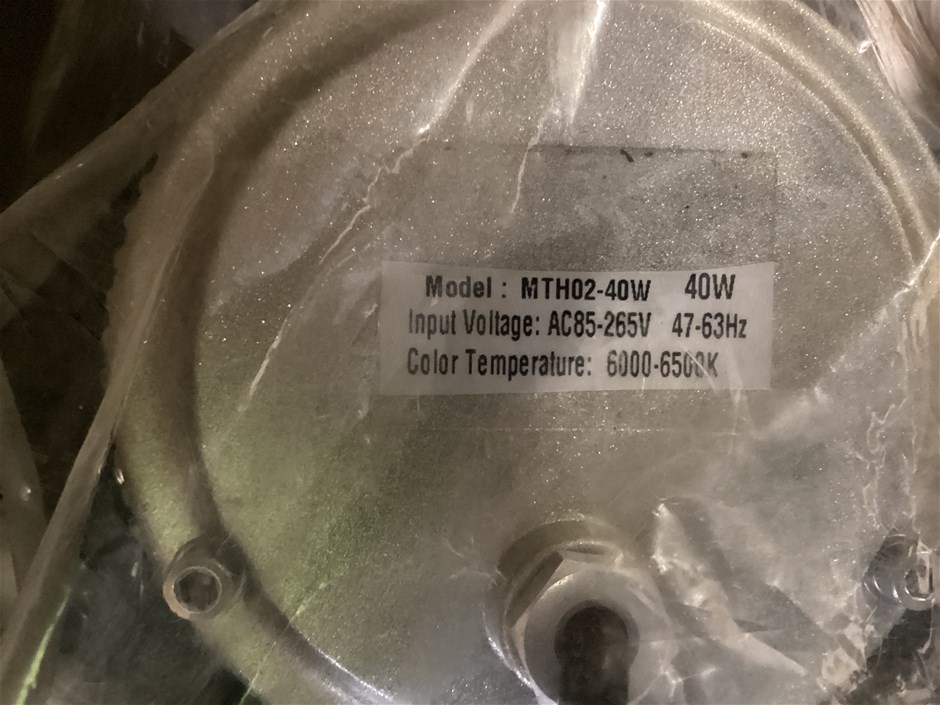 Model : MTH02-40W 40W
Input Voltage: AC85-265V 47-63Hz
Color Temperature: 6000-6500K